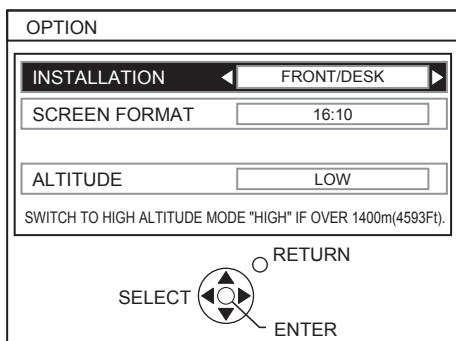 OPTION
INSTALLATION FRONT/DESK
SCREEN FORMAT 16:10
ALTITUDE LOW
SWITCH TO HIGH ALTITUDE MODE "HIGH" IF OVER 1400m(4593Ft).
RETURN
SELECT
ENTER